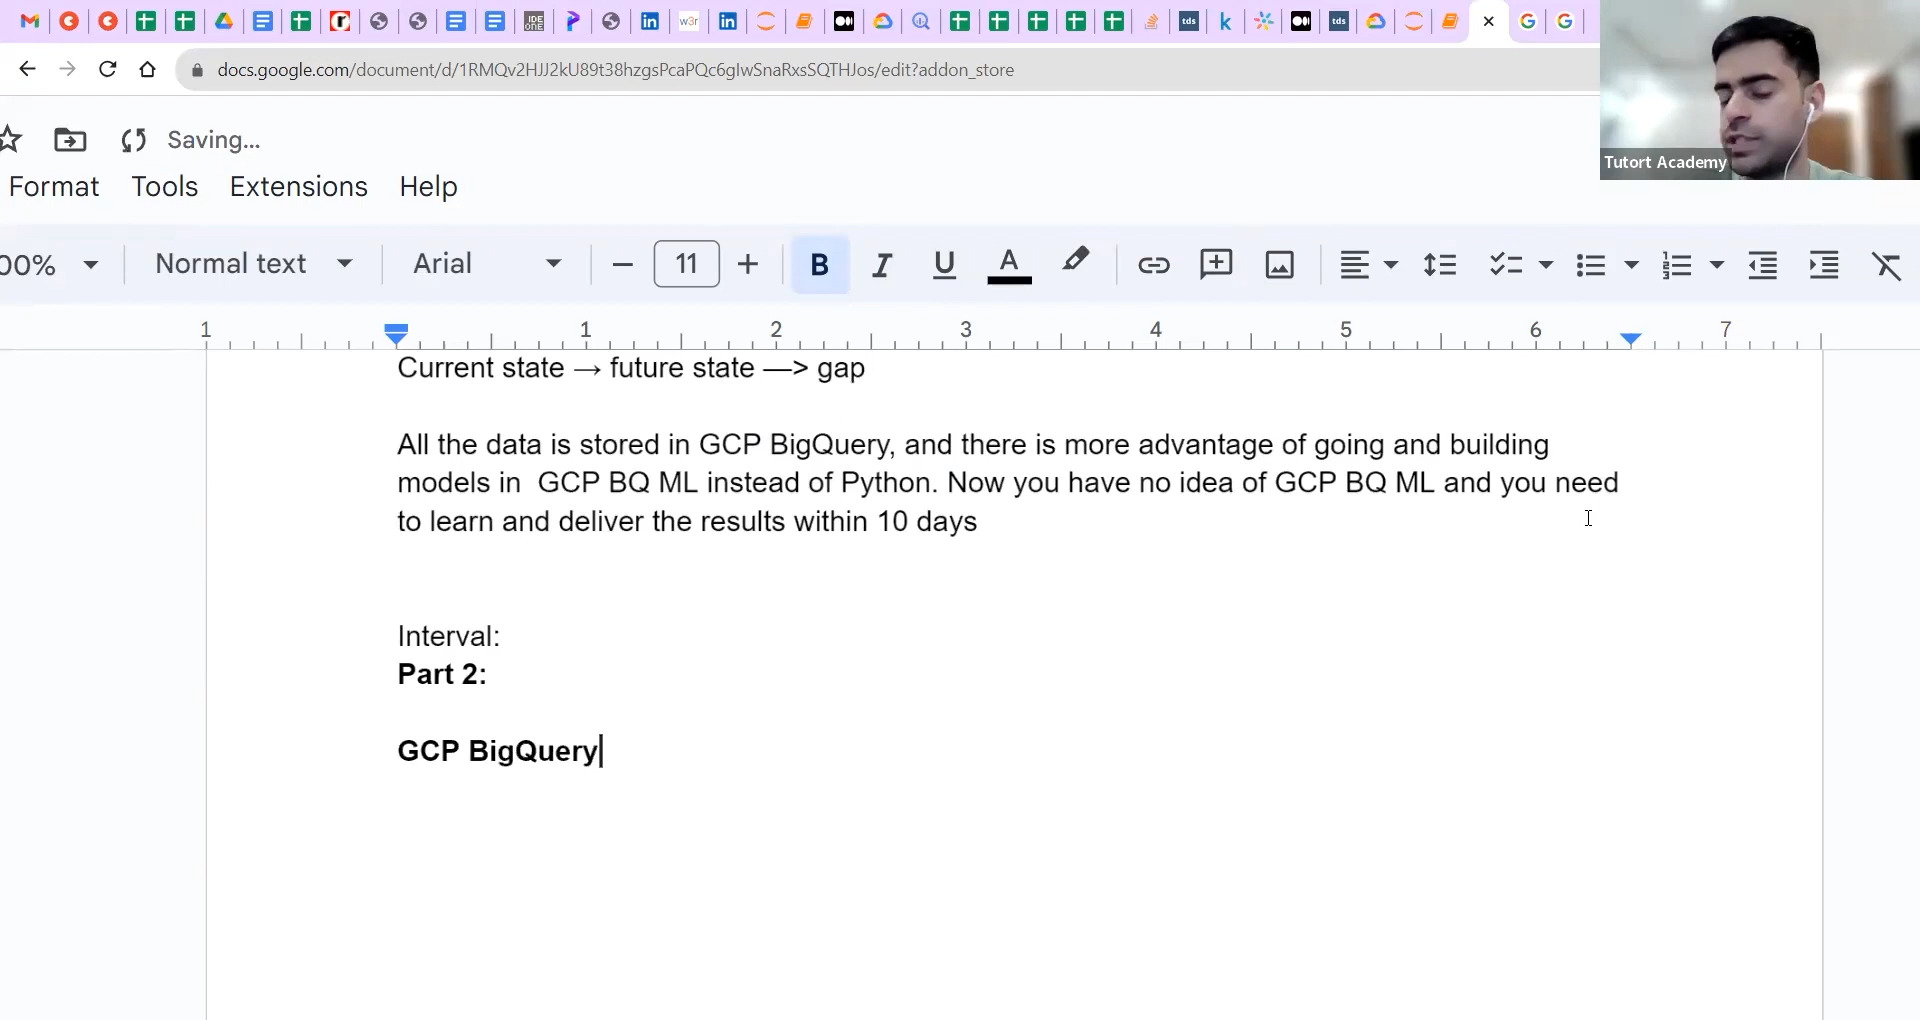 docs.google.com/document/d/1RMQv2HJJ2kU89t38hzgsPcaPQc6glwSnaRxsSQTHJos/edit?addon_store
Tutort Academy
Saving...
Format Tools Extensions Help
00% Normal text Arial 11 B I U A
1 1 2 3 4 5 6 7
Current state → future state —> gap
All the data is stored in GCP BigQuery, and there is more advantage of going and building
models in GCP BQ ML instead of Python. Now you have no idea of GCP BQ ML and you need
to learn and deliver the results within 10 days
Interval:
Part 2:
GCP BigQuery